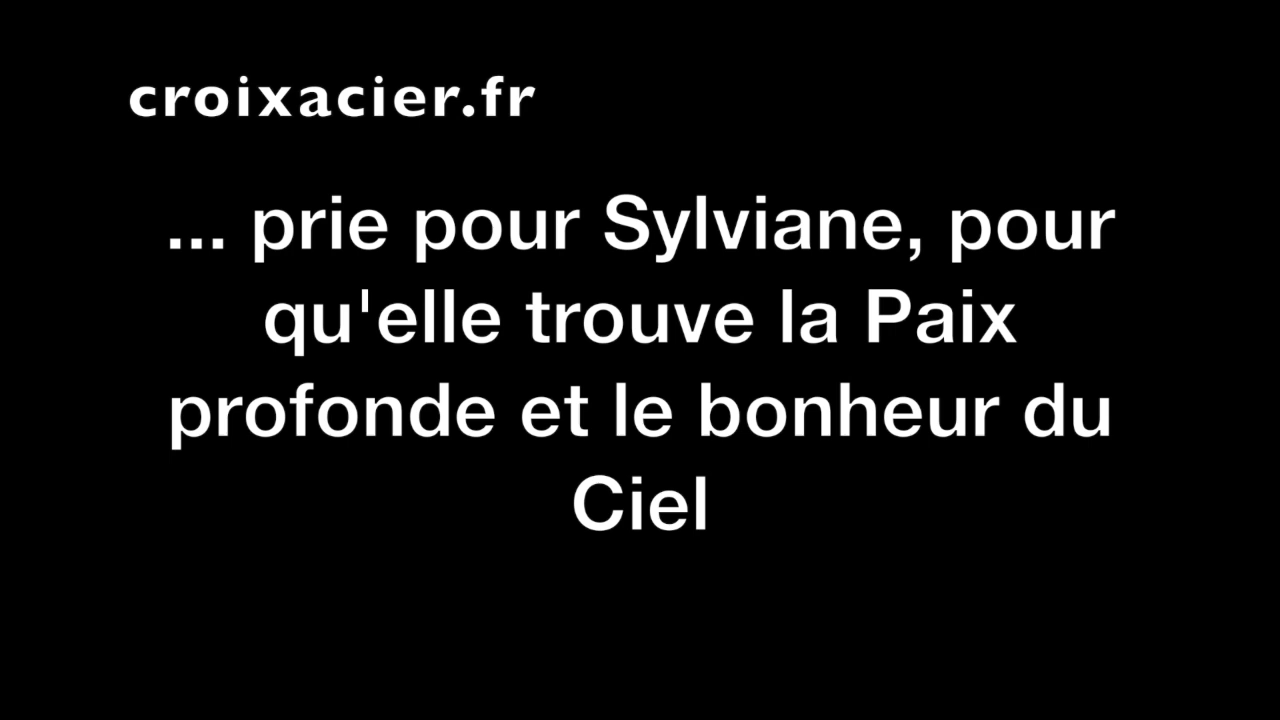 croixacier.fr
... prie pour Sylviane, pour
qu'elle trouve la Paix
profonde et le bonheur du
Ciel